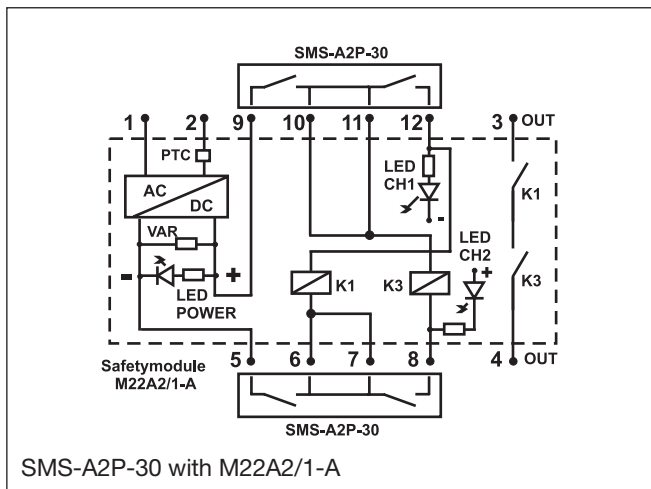 SMS-A2P-30
1 2 9 10 11 12 3 OUT
PTC
AC
DC
LED
CH1
-
K1
VAR
LED
CH2
+
- +
LED
POWER
K1
K3
K3
Safetymodule
M22A2/1-A
5 6 7 8 4 OUT
SMS-A2P-30
SMS-A2P-30 with M22A2/1-A